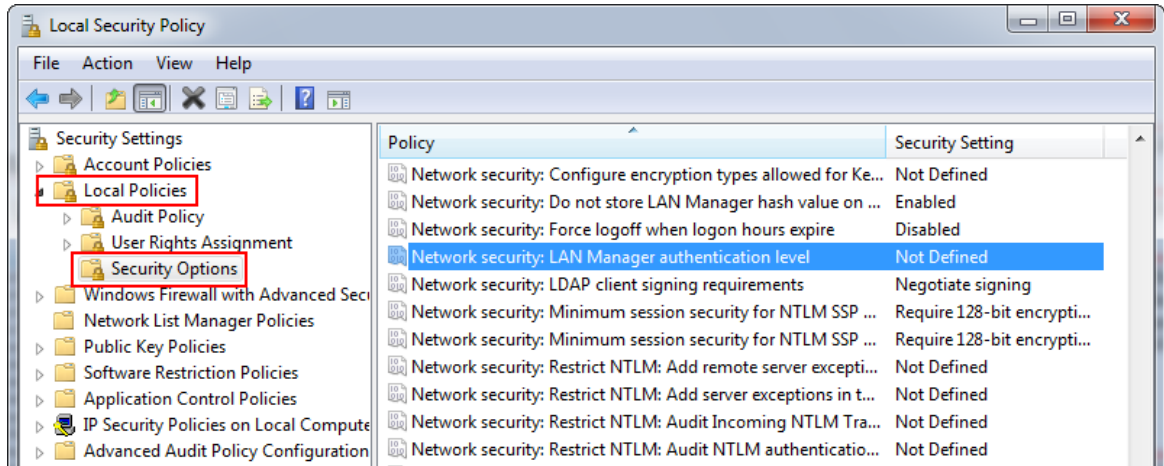 Local Security Policy
File Action View Help
Security Settings
Account Policies
Local Policies
Audit Policy
User Rights Assignment
Security Options
Windows Firewall with Advanced Secu
Network List Manager Policies
Public Key Policies
Software Restriction Policies
Application Control Policies
IP Security Policies on Local Compute
Advanced Audit Policy Configuration
Policy Security Setting
Network security: Configure encryption types allowed for Ke... Not Defined
Network security: Do not store LAN Manager hash value on ... Enabled
Network security: Force logoff when logon hours expire Disabled
Network security: LAN Manager authentication level Not Defined
Network security: LDAP client signing requirements Negotiate signing
Network security: Minimum session security for NTLM SSP ... Require 128-bit encrypti...
Network security: Minimum session security for NTLM SSP ... Require 128-bit encrypti...
Network security: Restrict NTLM: Add remote server excepti... Not Defined
Network security: Restrict NTLM: Add server exceptions in t... Not Defined
Network security: Restrict NTLM: Audit Incoming NTLM Tra... Not Defined
Network security: Restrict NTLM: Audit NTLM authenticatio... Not Defined